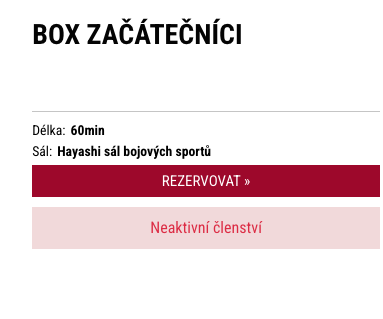 BOX ZAČÁTEČNÍCI
Délka: 60min
Sál: Hayashi sál bojových sportů
REZERVOVAT »
Neaktivní členství